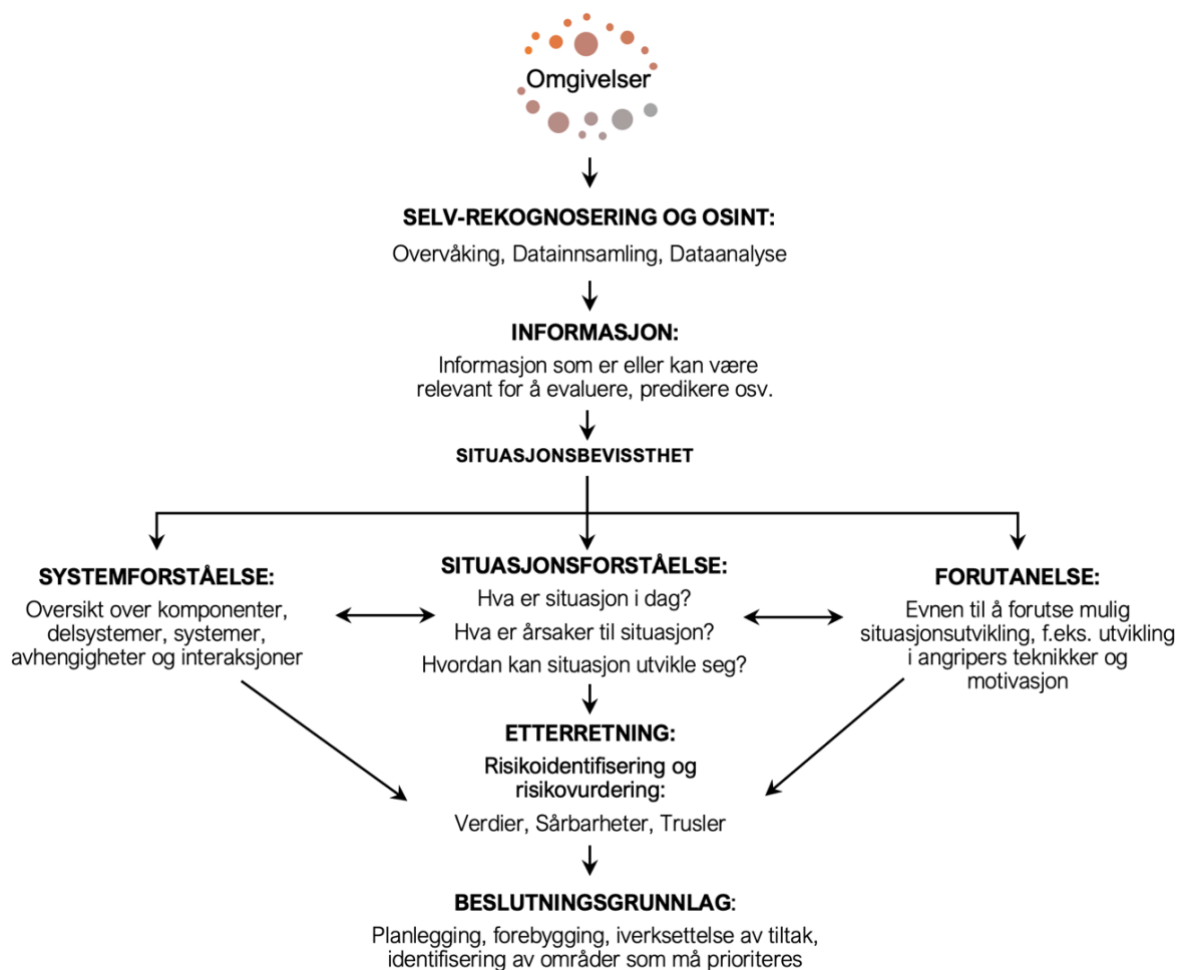 Omgivelser
SELV-REKOGNOSERING OG OSINT:
Overvåking, Datainnsamling, Dataanalyse
INFORMASJON:
Informasjon som er eller kan være
relevant for å evaluere, predikere osv.
SITUASJONSBEVISSTHET
SYSTEMFORSTÅELSE:
Oversikt over komponenter,
delsystemer, systemer,
avhengigheter og interaksjoner
SITUASJONSFORSTÅELSE:
Hva er situasjon i dag?
Hva er årsaker til situasjon?
Hvordan kan situasjon utvikle seg?
FORUTANELSE:
Evnen til å forutse mulig
situasjonsutvikling, f.eks. utvikling
i angripers teknikker og
motivasjon
ETTERRETNING:
Risikoidentifisering og
risikovurdering:
Verdier, Sårbarheter, Trusler
BESLUTNINGSGRUNNLAG:
Planlegging, forebygging, iverksettelse av tiltak,
identifisering av områder som må prioriteres